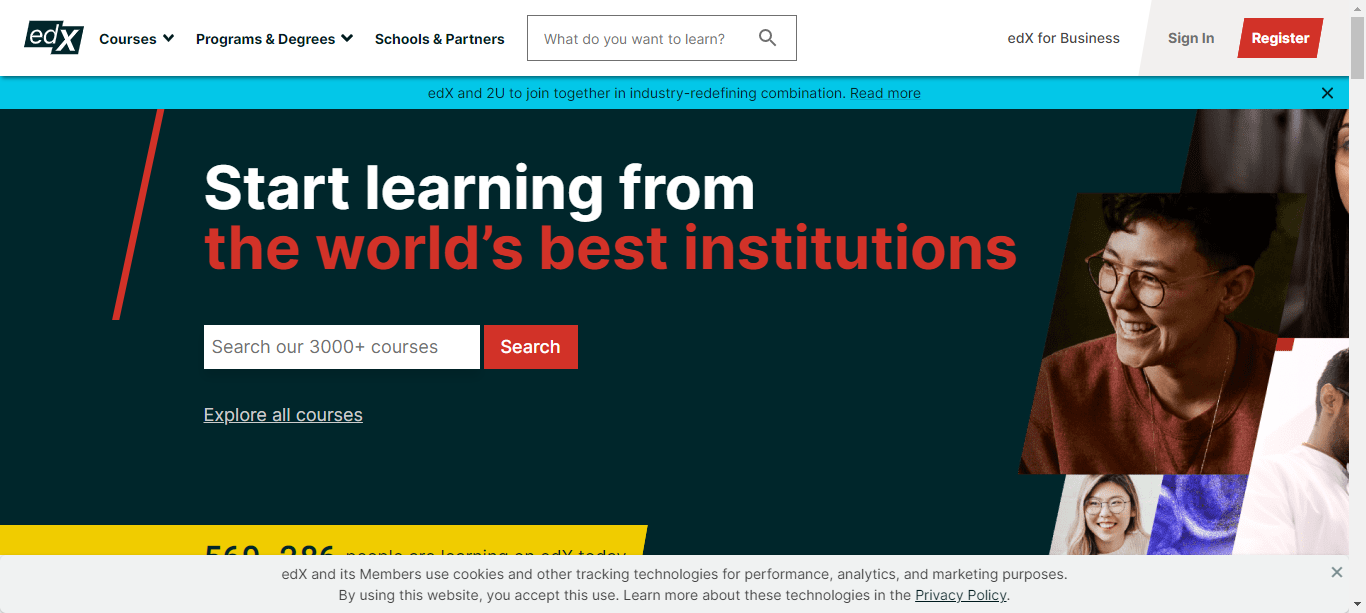 edX
Courses
Programs & Degrees
Schools & Partners
What do you want to learn?
edX for Business
Sign In
Register
edX and 2U to join together in industry-redefining combination. Read more
Start learning from
the world's best institutions
Search our 3000+ courses
Search
Explore all courses
people are learning on edX today
edX and its Members use cookies and other tracking technologies for performance, analytics, and marketing purposes.
By using this website, you accept this use. Learn more about these technologies in the Privacy Policy.